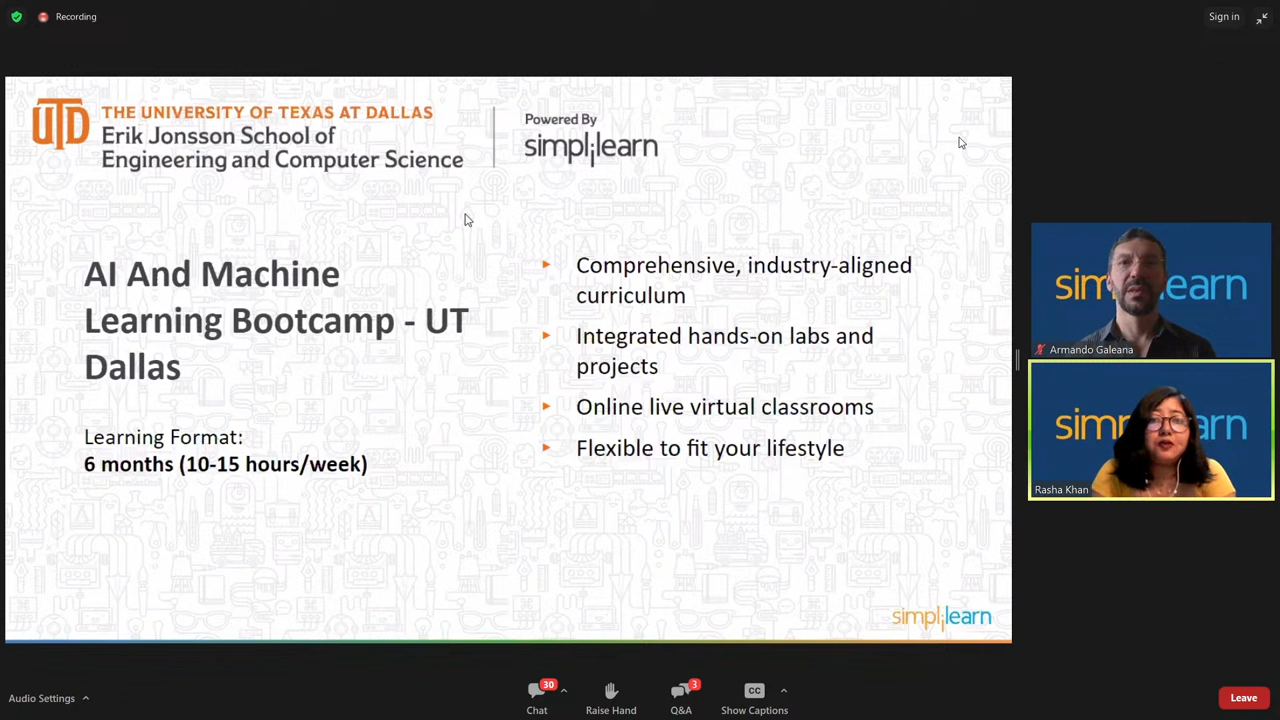 Recording
Sign in
UTD
THE UNIVERSITY OF TEXAS AT DALLAS
Erik Jonsson School of
Engineering and Computer Science
Powered By
simplilearn
AI And Machine
Learning Bootcamp - UT
Dallas
Learning Format:
6 months (10-15 hours/week)
Comprehensive, industry-aligned
curriculum
Integrated hands-on labs and
projects
Online live virtual classrooms
Flexible to fit your lifestyle
simplilearn
simplilearn
Armando Galeana
simplilearn
Rasha Khan
Audio Settings
30
Chat
Raise Hand
3
Q&A
CC
Show Captions
Leave